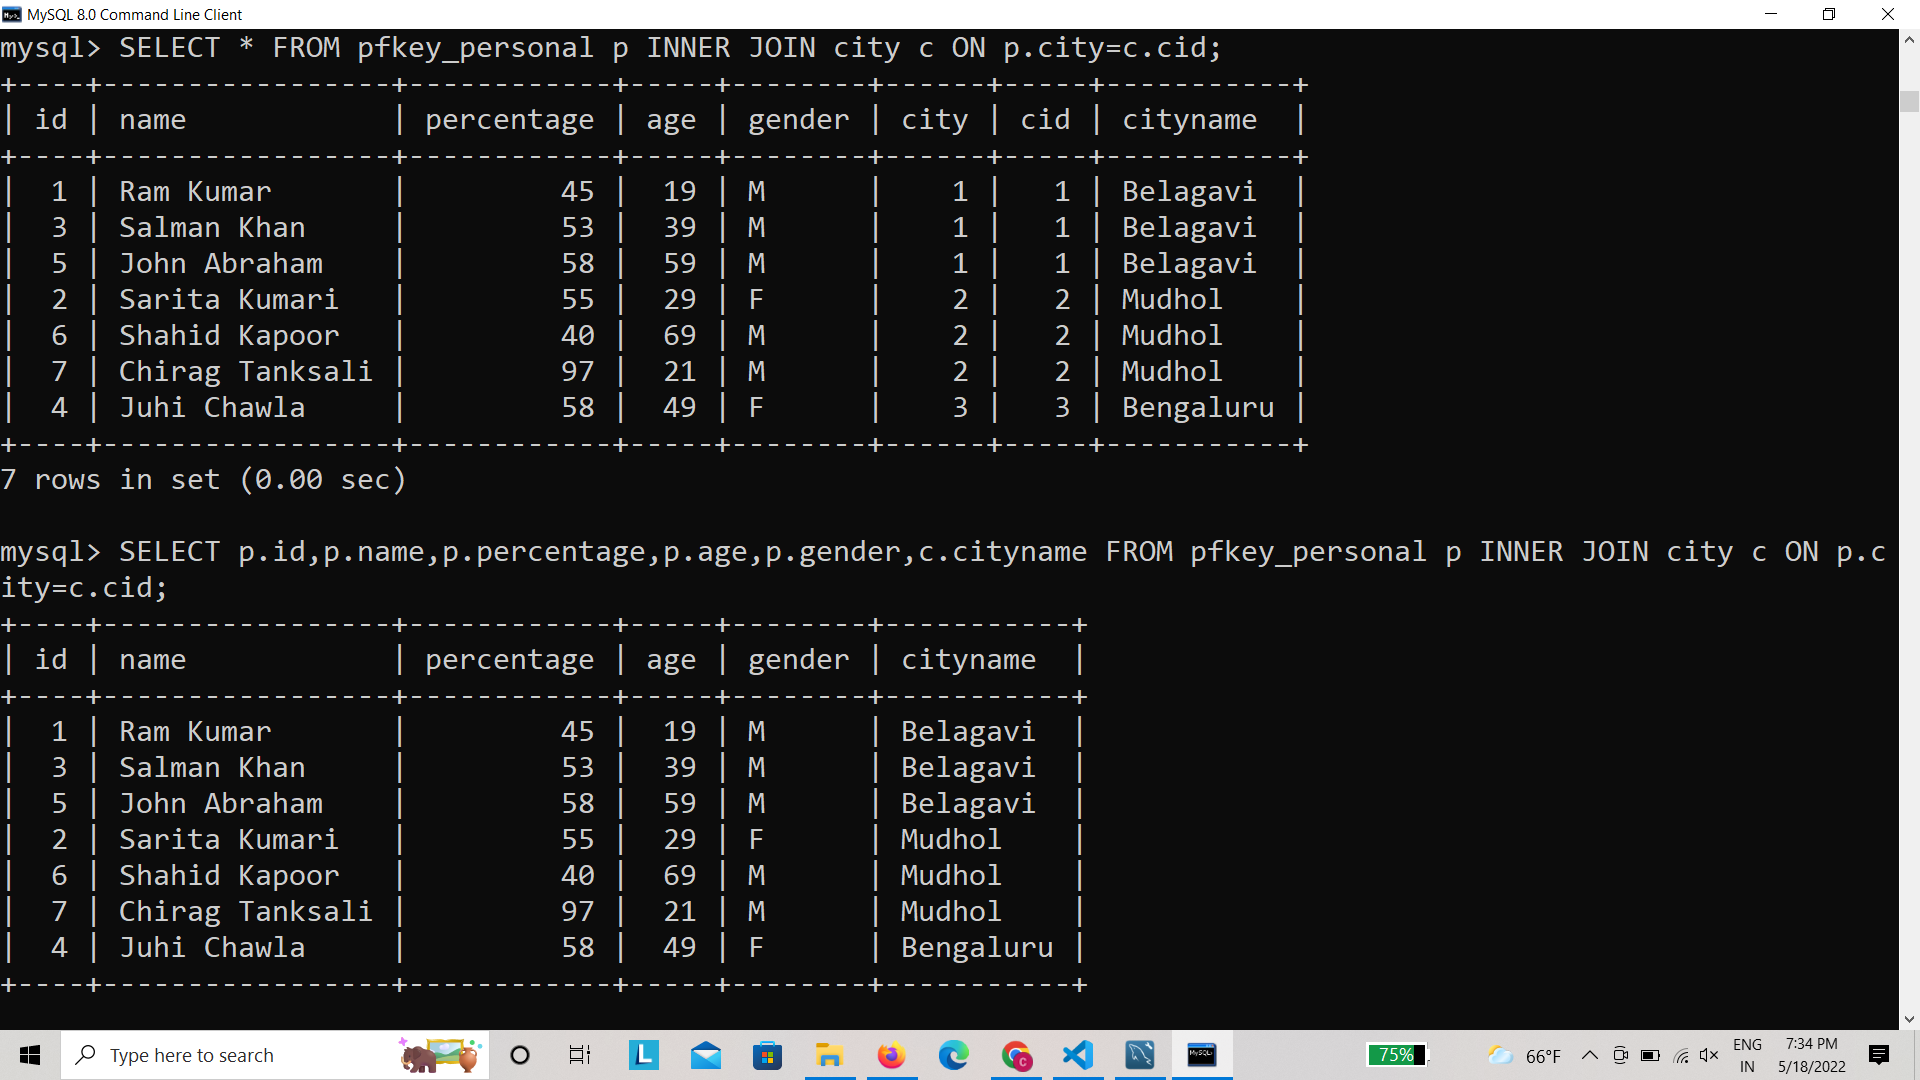 MySQL 8.0 Command Line Client
mysql> SELECT * FROM pfkey_personal p INNER JOIN city c ON p.city=c.cid;
+----+-----------------+------------+-----+--------+------+-----+-----------+
| id | name            | percentage | age | gender | city | cid | cityname  |
+----+-----------------+------------+-----+--------+------+-----+-----------+
|  1 | Ram Kumar       |         45 |  19 | M      |    1 |   1 | Belagavi  |
|  3 | Salman Khan     |         53 |  39 | M      |    1 |   1 | Belagavi  |
|  5 | John Abraham    |         58 |  59 | M      |    1 |   1 | Belagavi  |
|  2 | Sarita Kumari   |         55 |  29 | F      |    2 |   2 | Mudhol    |
|  6 | Shahid Kapoor   |         40 |  69 | M      |    2 |   2 | Mudhol    |
|  7 | Chirag Tanksali |         97 |  21 | M      |    2 |   2 | Mudhol    |
|  4 | Juhi Chawla     |         58 |  49 | F      |    3 |   3 | Bengaluru |
+----+-----------------+------------+-----+--------+------+-----+-----------+
7 rows in set (0.00 sec)
mysql> SELECT p.id,p.name,p.percentage,p.age,p.gender,c.cityname FROM pfkey_personal p INNER JOIN city c ON p.c
ity=c.cid;
+----+-----------------+------------+-----+--------+-----------+
| id | name            | percentage | age | gender | cityname  |
+----+-----------------+------------+-----+--------+-----------+
|  1 | Ram Kumar       |         45 |  19 | M      | Belagavi  |
|  3 | Salman Khan     |         53 |  39 | M      | Belagavi  |
|  5 | John Abraham    |         58 |  59 | M      | Belagavi  |
|  2 | Sarita Kumari   |         55 |  29 | F      | Mudhol    |
|  6 | Shahid Kapoor   |         40 |  69 | M      | Mudhol    |
|  7 | Chirag Tanksali |         97 |  21 | M      | Mudhol    |
|  4 | Juhi Chawla     |         58 |  49 | F      | Bengaluru |
+----+-----------------+------------+-----+--------+-----------+
Type here to search
L
C
MySQL
75%
66°F
ENG
IN
7:34 PM
5/18/2022